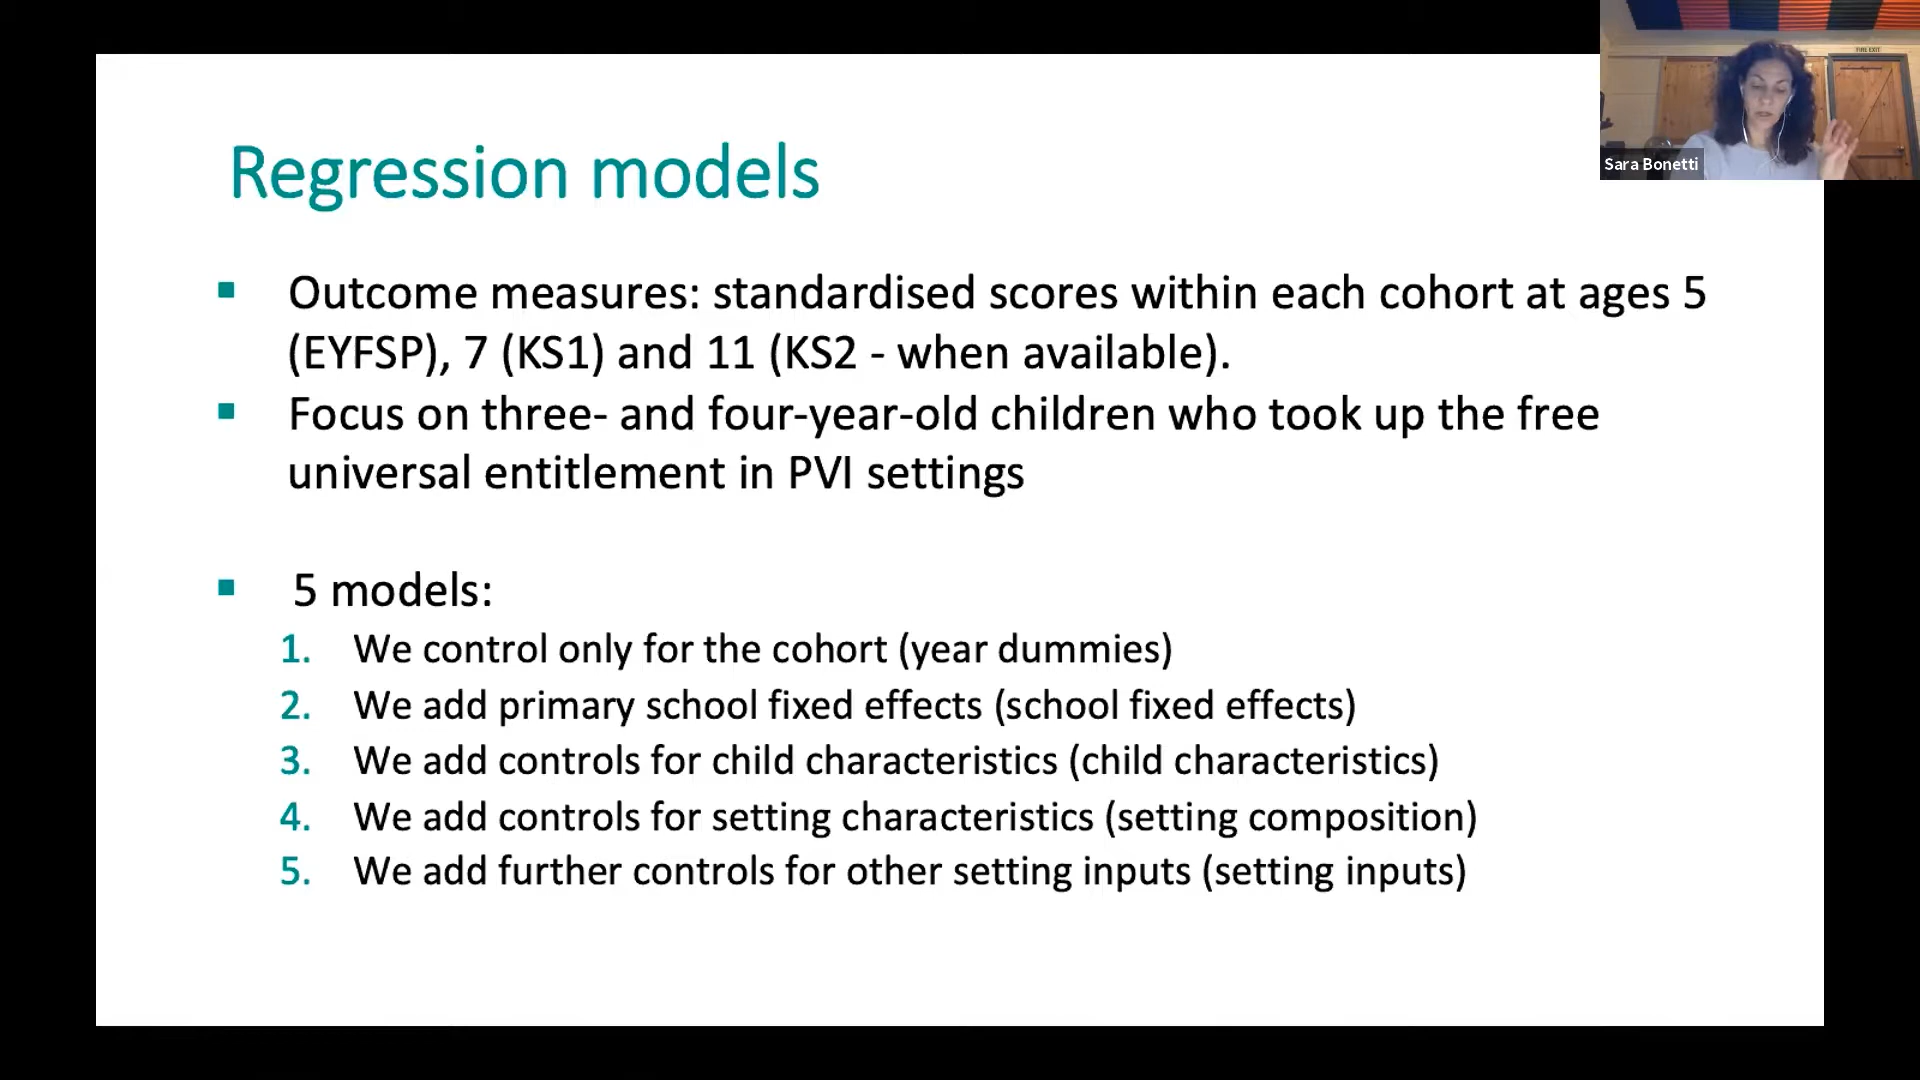 FIRE EXIT
Sara Bonetti
Regression models
▪ Outcome measures: standardised scores within each cohort at ages 5
(EYFSP), 7 (KS1) and 11 (KS2 - when available).
▪ Focus on three- and four-year-old children who took up the free
universal entitlement in PVI settings
▪ 5 models:
1. We control only for the cohort (year dummies)
2. We add primary school fixed effects (school fixed effects)
3. We add controls for child characteristics (child characteristics)
4. We add controls for setting characteristics (setting composition)
5. We add further controls for other setting inputs (setting inputs)